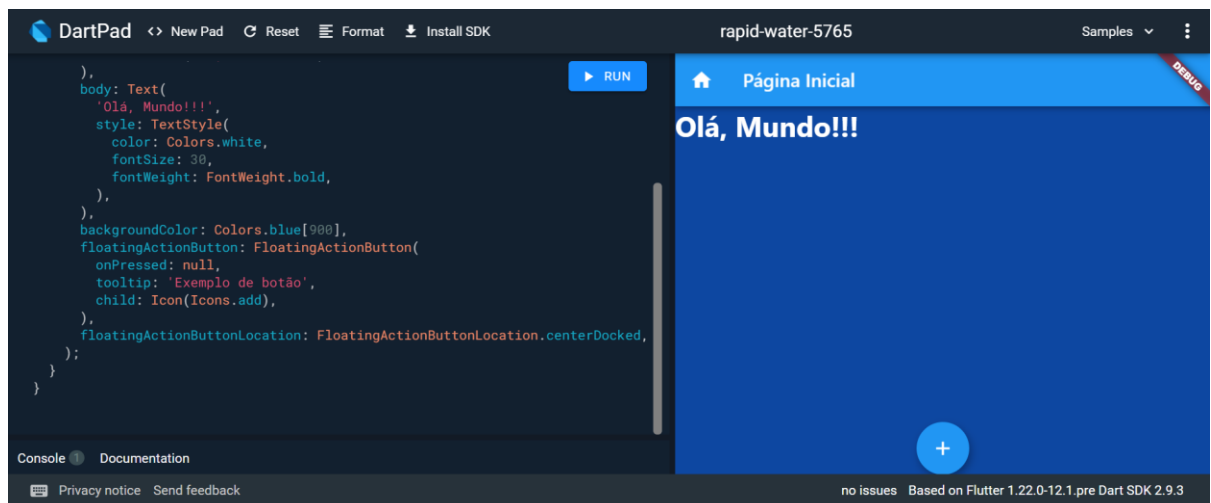 DartPad <> New Pad Reset Format Install SDK rapid-water-5765 Samples
RUN
),
body: Text(
'Olá, Mundo!!!',
style: TextStyle(
color: Colors.white,
fontSize: 30,
fontWeight: FontWeight.bold,
),
),
backgroundColor: Colors.blue[900],
floatingActionButton: FloatingActionButton(
onPressed: null,
tooltip: 'Exemplo de botão',
child: Icon(Icons.add),
),
floatingActionButtonLocation: FloatingActionButtonLocation.centerDocked,
);
}
}
Página Inicial
DEBUG
Olá, Mundo!!!
+
Console 1 Documentation
Privacy notice Send feedback
no issues Based on Flutter 1.22.0-12.1.pre Dart SDK 2.9.3